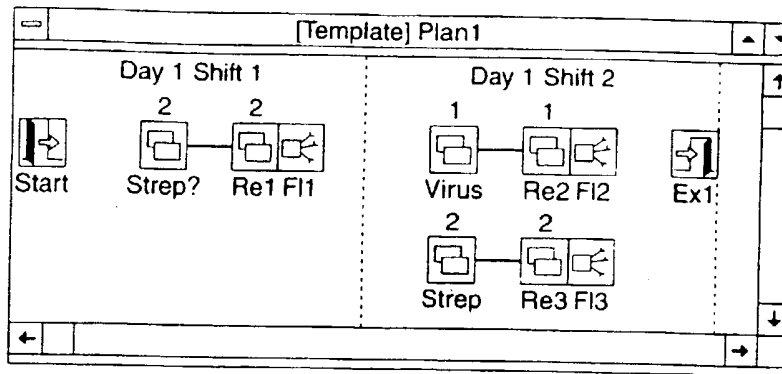 [Template] Plan1
Day 1 Shift 1 Day 1 Shift 2
2 2 1 1
Start Strep? Re1 Fl1 Virus Re2 Fl2 Ex1
2 2
Strep Re3 Fl3